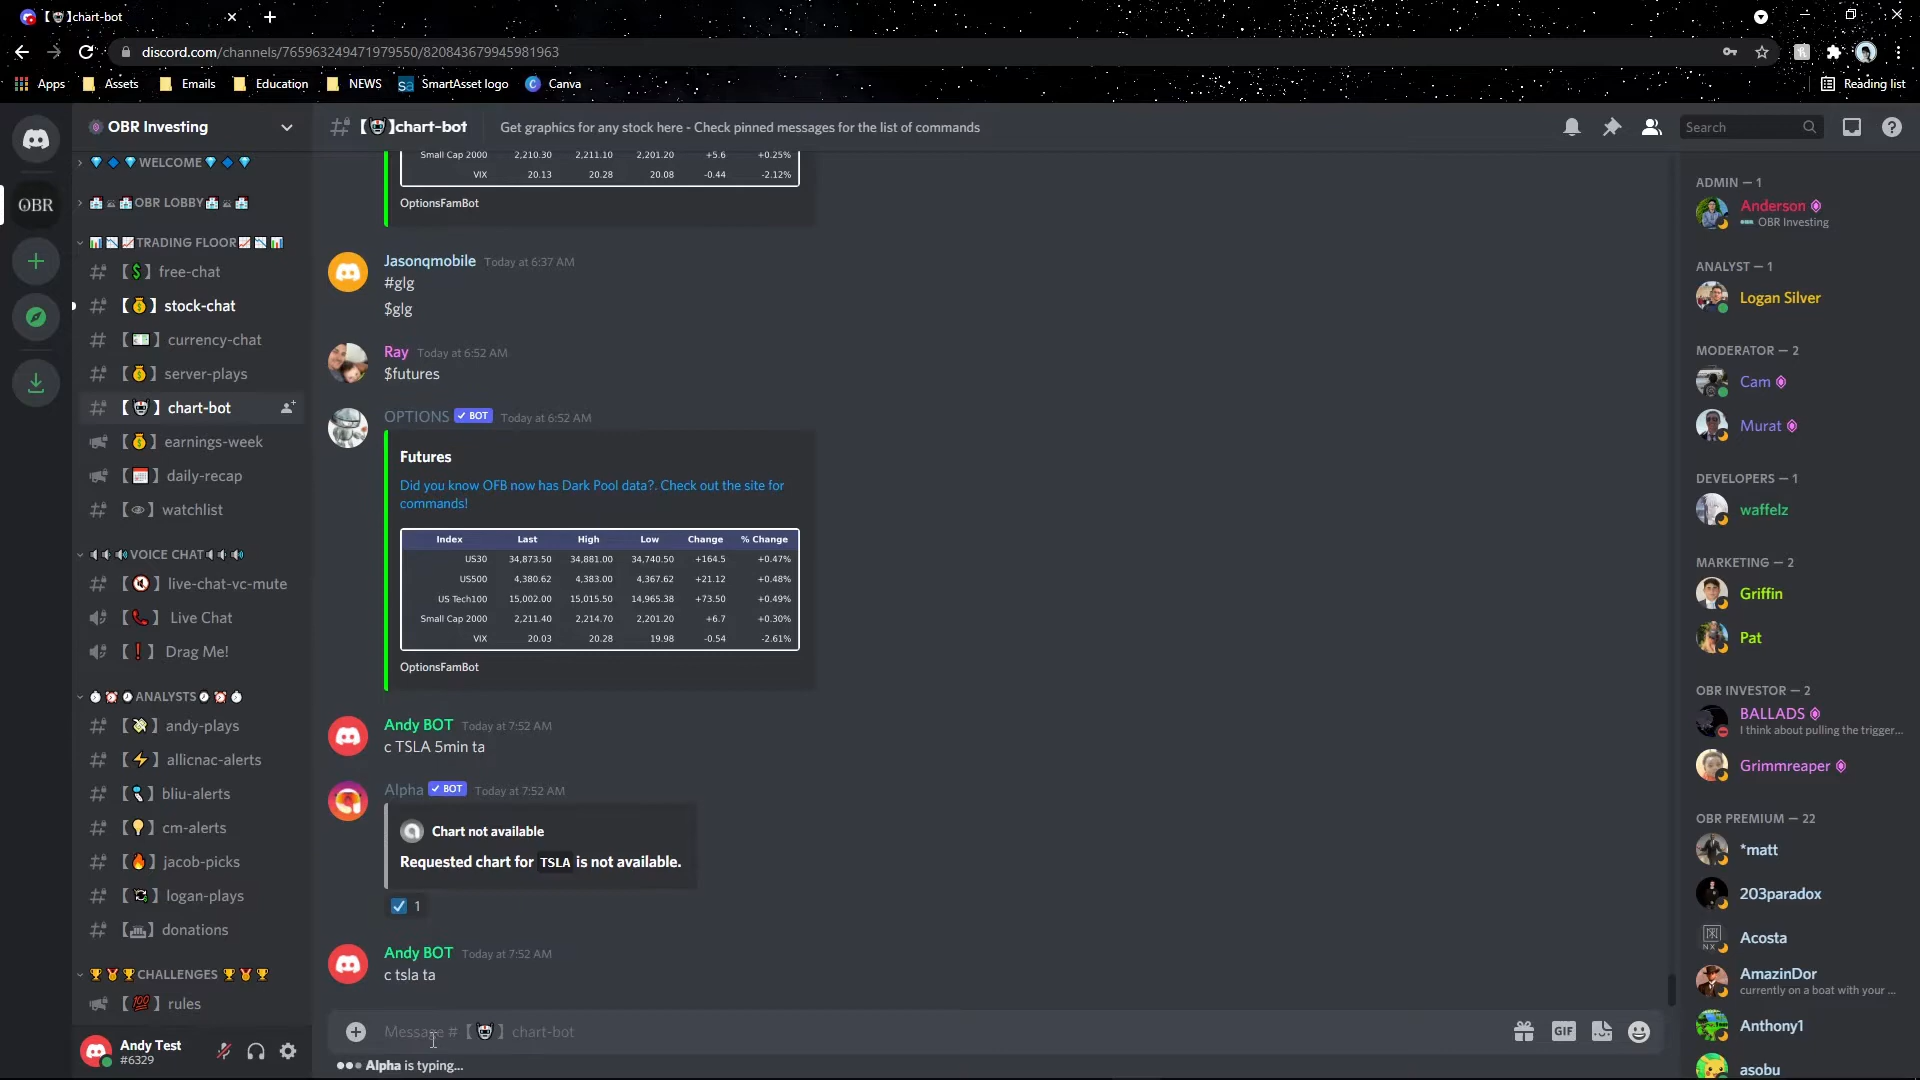 【】chart-bot
discord.com/channels/765963249471979550/820843679945981963
Apps Assets Emails Education NEWS SmartAsset logo Canva Reading list
OBR Investing
WELCOME
OBR LOBBY
OBR
TRADING FLOOR
【】free-chat
【】stock-chat
【】currency-chat
【】server-plays
【】chart-bot
【】earnings-week
【】daily-recap
【】watchlist
VOICE CHAT
【】live-chat-vc-mute
【】Live Chat
【】Drag Me!
ANALYSTS
【】andy-plays
【】allicnac-alerts
【】bliu-alerts
【】cm-alerts
【】jacob-picks
【】logan-plays
【】donations
CHALLENGES
【💯】rules
Andy Test
#6329
【】chart-bot Get graphics for any stock here - Check pinned messages for the list of commands
Search
Small Cap 2000 2,210.30 2,211.10 2,201.20 +5.6 +0.25%
VIX 20.13 20.28 20.08 -0.44 -2.12%
OptionsFamBot
Jasonqmobile Today at 6:37 AM
#glg
$glg
Ray Today at 6:52 AM
$futures
OPTIONS ✓ BOT Today at 6:52 AM
Futures
Did you know OFB now has Dark Pool data?. Check out the site for
commands!
Index Last High Low Change % Change
US30 34,873.50 34,881.00 34,740.50 +164.5 +0.47%
US500 4,380.62 4,383.00 4,367.62 +21.12 +0.48%
US Tech100 15,002.00 15,015.50 14,965.38 +73.50 +0.49%
Small Cap 2000 2,211.40 2,214.70 2,201.20 +6.7 +0.30%
VIX 20.03 20.28 19.98 -0.54 -2.61%
OptionsFamBot
Andy BOT Today at 7:52 AM
c TSLA 5min ta
Alpha ✓ BOT Today at 7:52 AM
Chart not available
Requested chart for TSLA is not available.
1
Andy BOT Today at 7:52 AM
c tsla ta
Message #【】chart-bot
GIF
Alpha is typing...
ADMIN — 1
Anderson
OBR Investing
ANALYST — 1
Logan Silver
MODERATOR — 2
Cam
Murat
DEVELOPERS — 1
waffelz
MARKETING — 2
Griffin
Pat
OBR INVESTOR — 2
BALLADS
I think about pulling the trigger...
Grimmreaper
OBR PREMIUM — 22
*matt
203paradox
Acosta
AmazinDor
currently on a boat with your ...
Anthony1
asobu